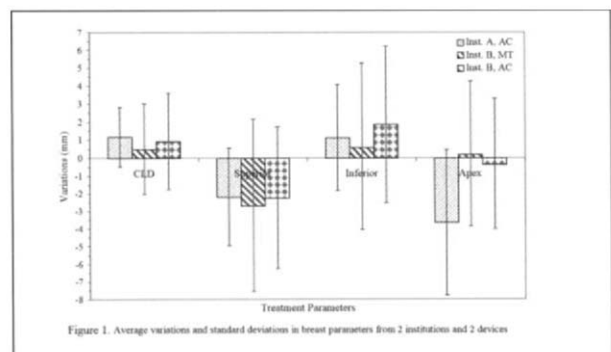 7
6
5
4
3
2
1
0
-1
-2
-3
-4
-5
-6
-7
-8
Variations (mm)
Inst. A, AC
Inst. B, MT
Inst. B, AC
CLD
Inferior
Apex
Treatment Parameters
Figure 1. Average variations and standard deviations in breast parameters from 2 institutions and 2 devices